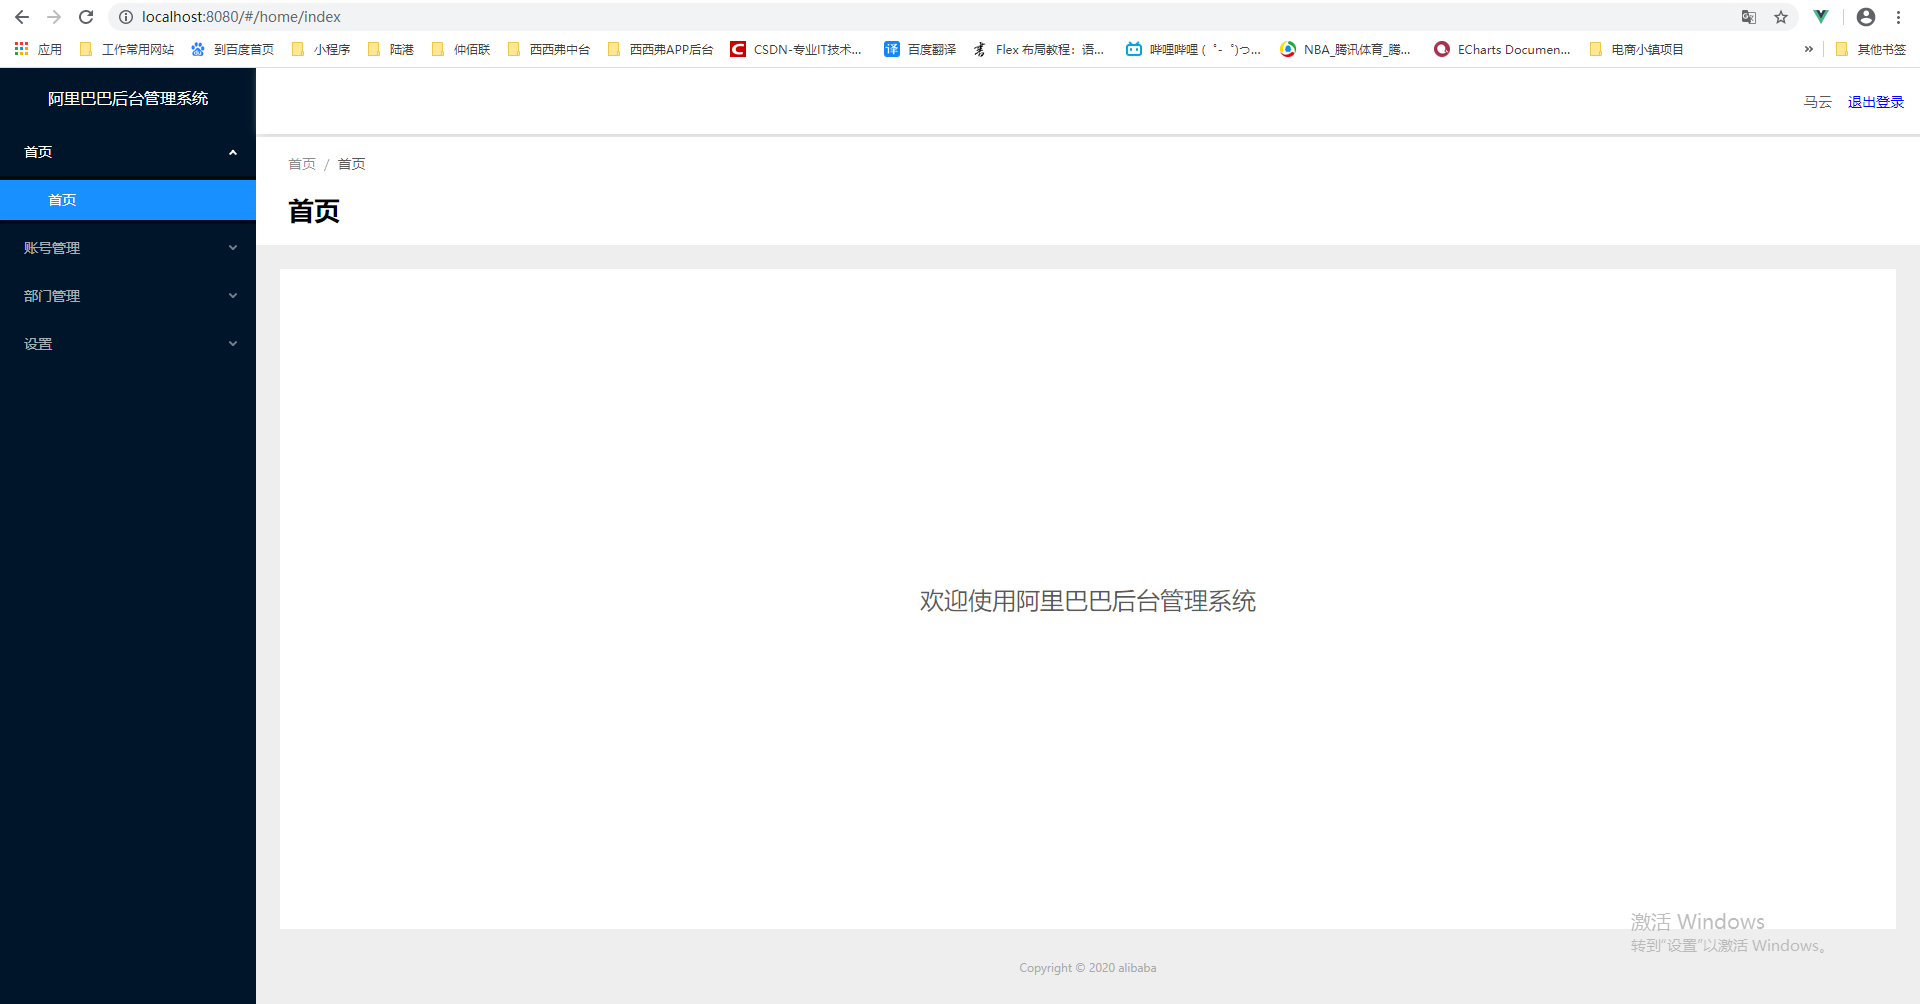 localhost:8080/#/home/index
应用 工作常用网站 到百度首页 小程序 陆港 仲佰联 西西弗中台 西西弗APP后台 CSDN-专业IT技术... 百度翻译 Flex 布局教程：语... 哔哩哔哩 ( ゜- ゜)つ... NBA_腾讯体育_腾... ECharts Documen... 电商小镇项目 » 其他书签
阿里巴巴后台管理系统
马云 退出登录
首页
首页
账号管理
部门管理
设置
首页 / 首页
首页
欢迎使用阿里巴巴后台管理系统
激活 Windows
转到"设置"以激活 Windows。
Copyright © 2020 alibaba